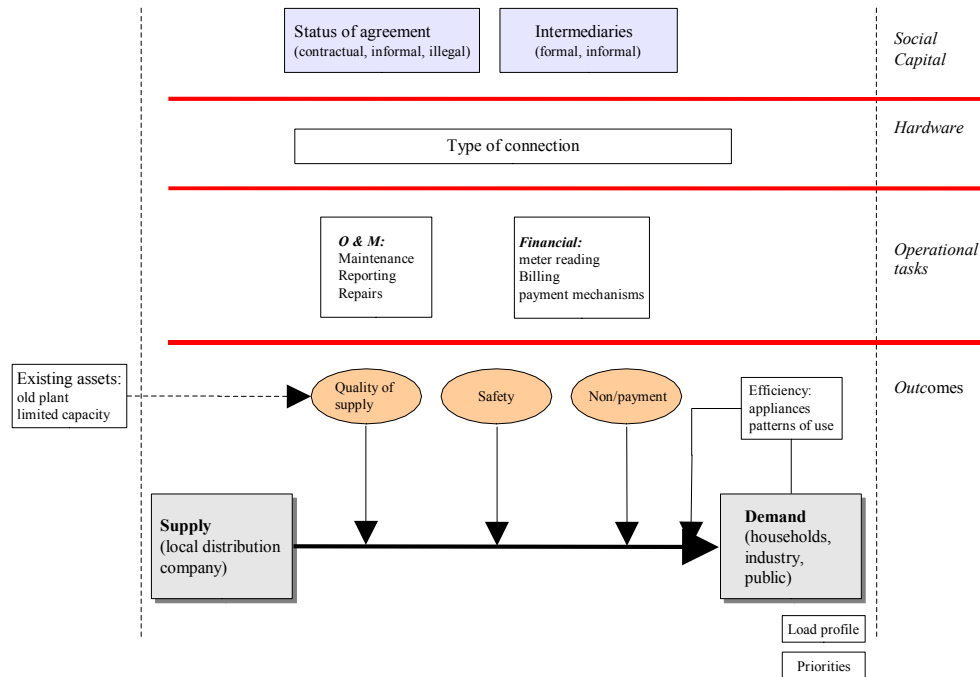 Status of agreement
(contractual, informal, illegal)
Intermediaries
(formal, informal)
Social
Capital
Type of connection
Hardware
O & M:
Maintenance
Reporting
Repairs
Financial:
meter reading
Billing
payment mechanisms
Operational
tasks
Existing assets:
old plant
limited capacity
Quality of
supply
Safety
Non/payment
Efficiency:
appliances
patterns of use
Outcomes
Supply
(local distribution
company)
Demand
(households,
industry,
public)
Load profile
Priorities